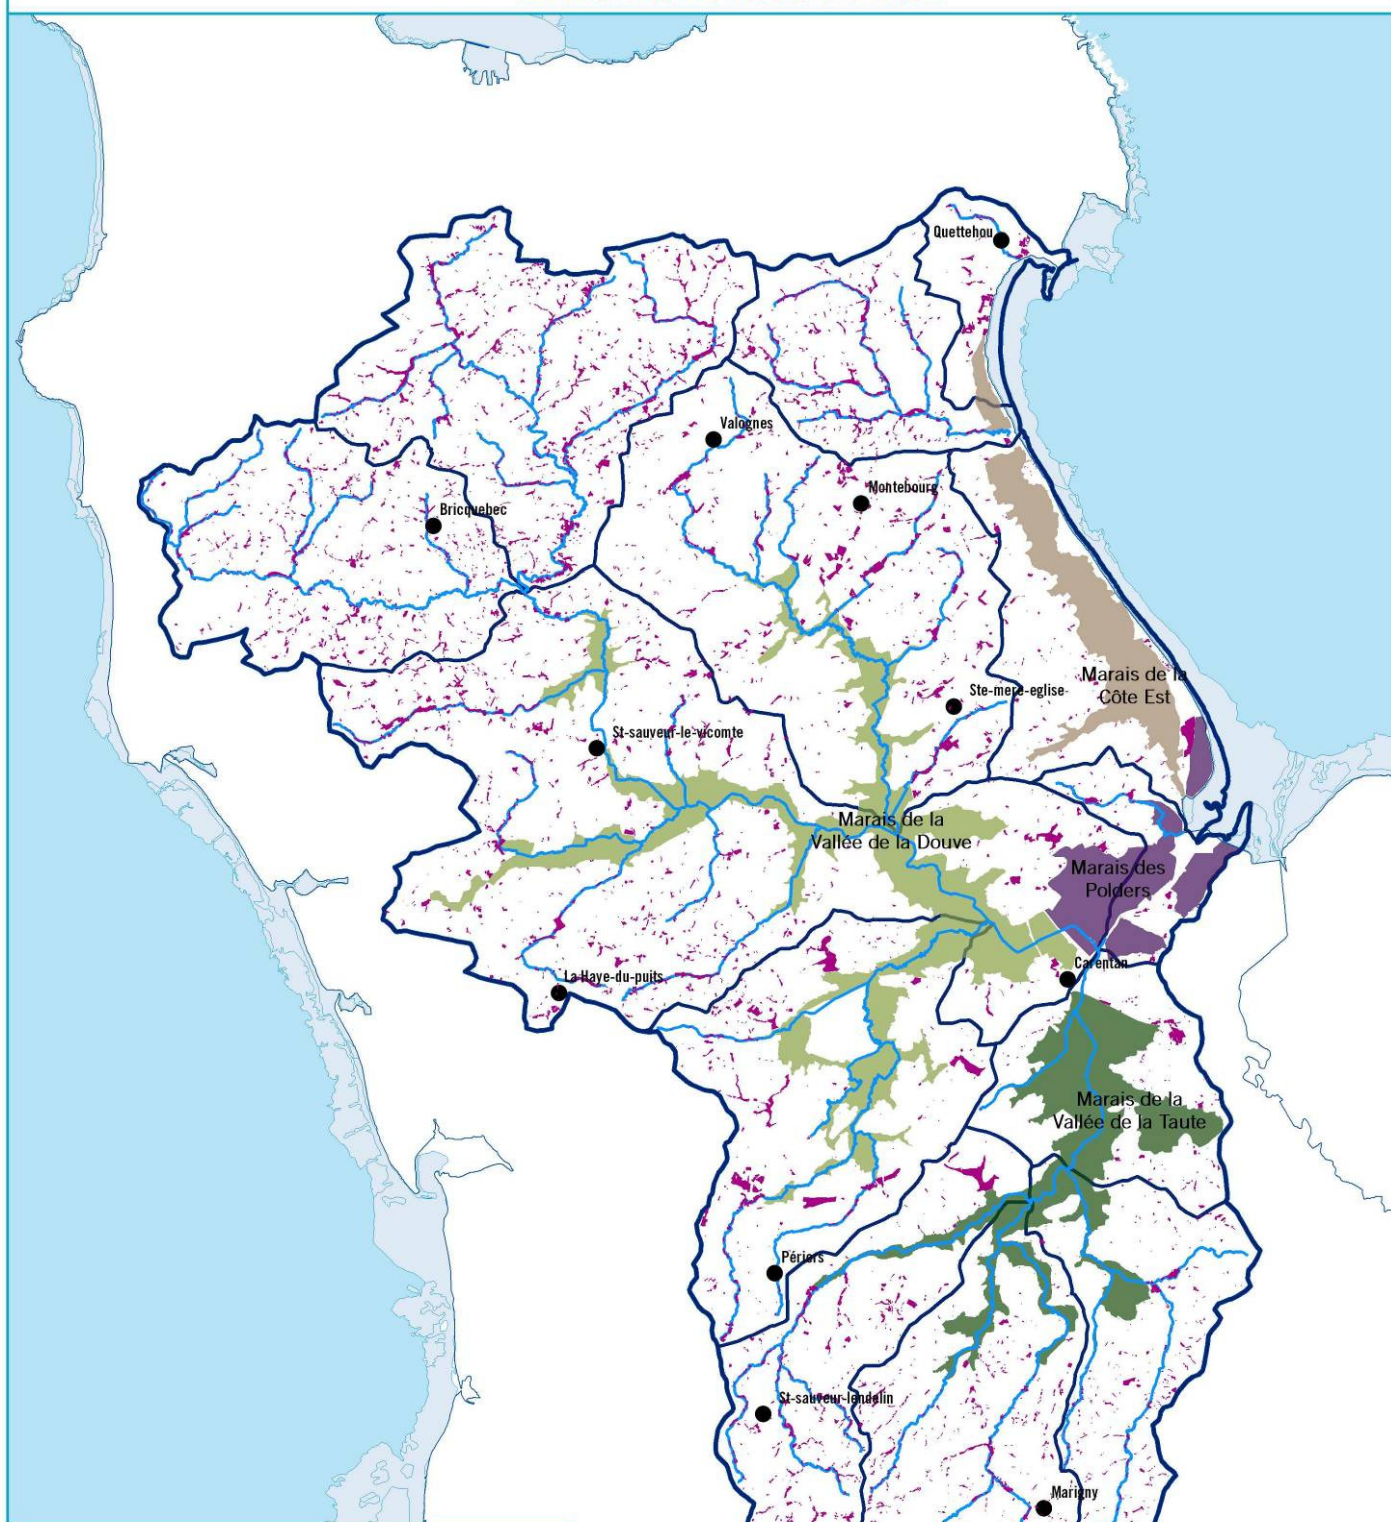 Quettehou
Valognes
Montebourg
Bricquebec
Marais de la
Côte Est
Ste-mere-eglise
St-sauveur-le-vicomte
Marais de la
Vallée de la Douve
Marais des
Polders
Carentan
La Haye-du-puits
Marais de la
Vallée de la Taute
Périers
St-sauveur-lendelin
Marigny